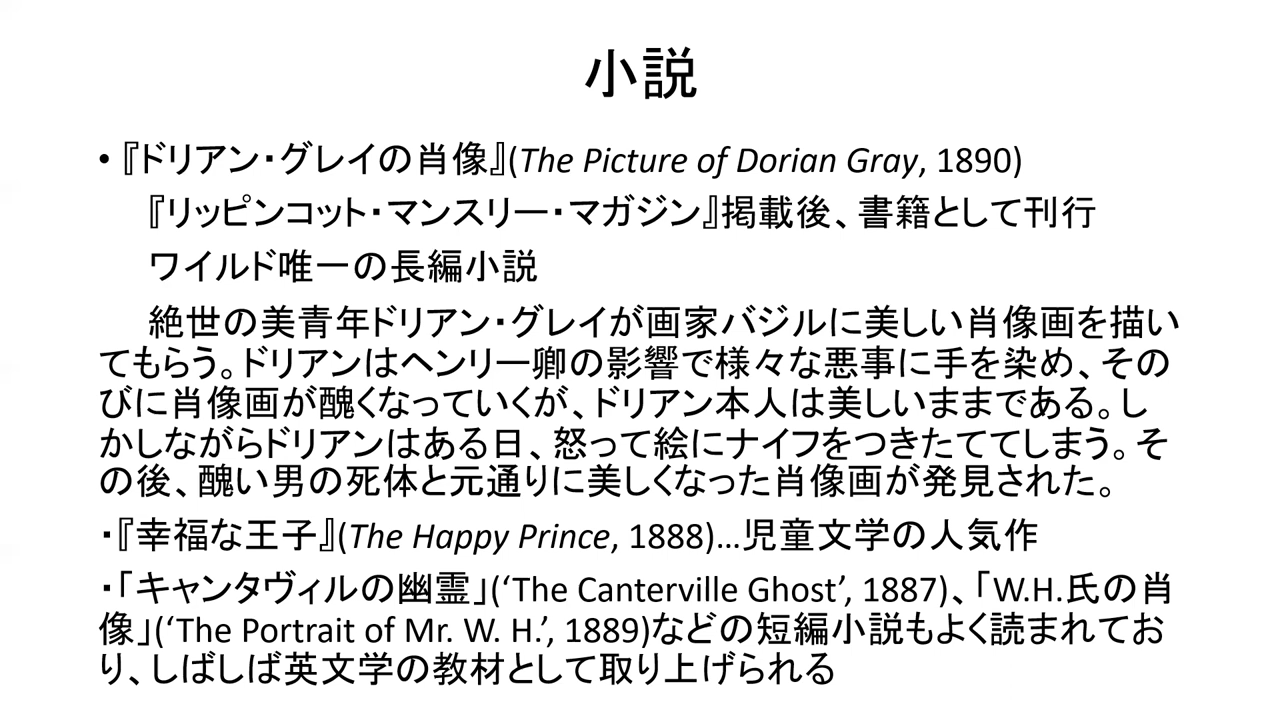 小説
• 『ドリアン・グレイの肖像』(The Picture of Dorian Gray, 1890)
『リッピンコット・マンスリー・マガジン』掲載後、書籍として刊行
ワイルド唯一の長編小説
絶世の美青年ドリアン・グレイが画家バジルに美しい肖像画を描い
てもらう。ドリアンはヘンリー卿の影響で様々な悪事に手を染め、その
びに肖像画が醜くなっていくが、ドリアン本人は美しいままである。し
かしながらドリアンはある日、怒って絵にナイフをつきたててしまう。そ
の後、醜い男の死体と元通りに美しくなった肖像画が発見された。
・『幸福な王子』(The Happy Prince, 1888)…児童文学の人気作
・「キャンタヴィルの幽霊」(‘The Canterville Ghost’, 1887)、「W.H.氏の肖
像」(‘The Portrait of Mr. W. H.’, 1889)などの短編小説もよく読まれてお
り、しばしば英文学の教材として取り上げられる